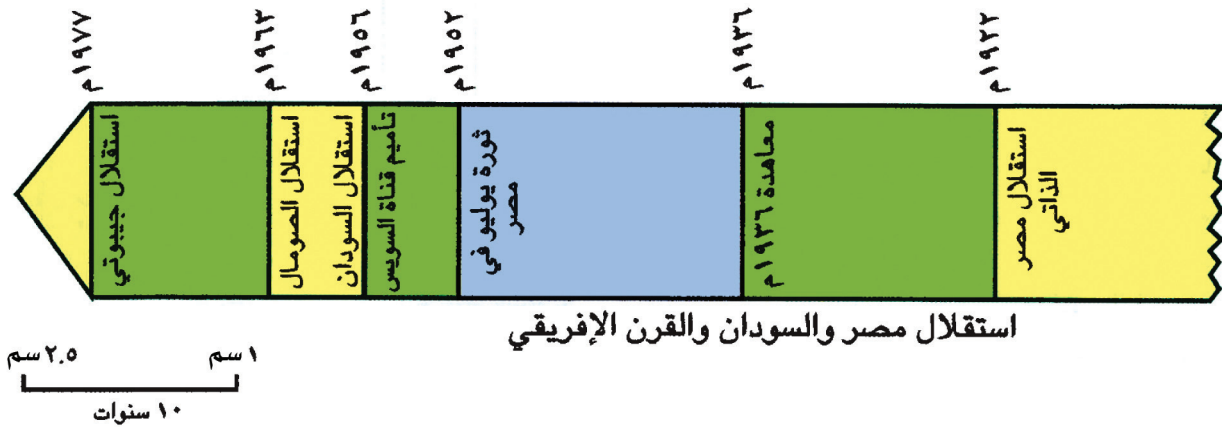 ١٩٢٢م
١٩٣٦م
١٩٥٢م
١٩٥٦م
١٩٦٣م
١٩٧٧م
استقلال مصر
الذاتي
معاهدة ١٩٣٦م
ثورة يوليو في
مصر
تأميم قناة السويس
استقلال السودان
استقلال الصومال
استقلال جيبوتي
استقلال مصر والسودان والقرن الإفريقي
١ سم
٢.٥ سم
١٠ سنوات